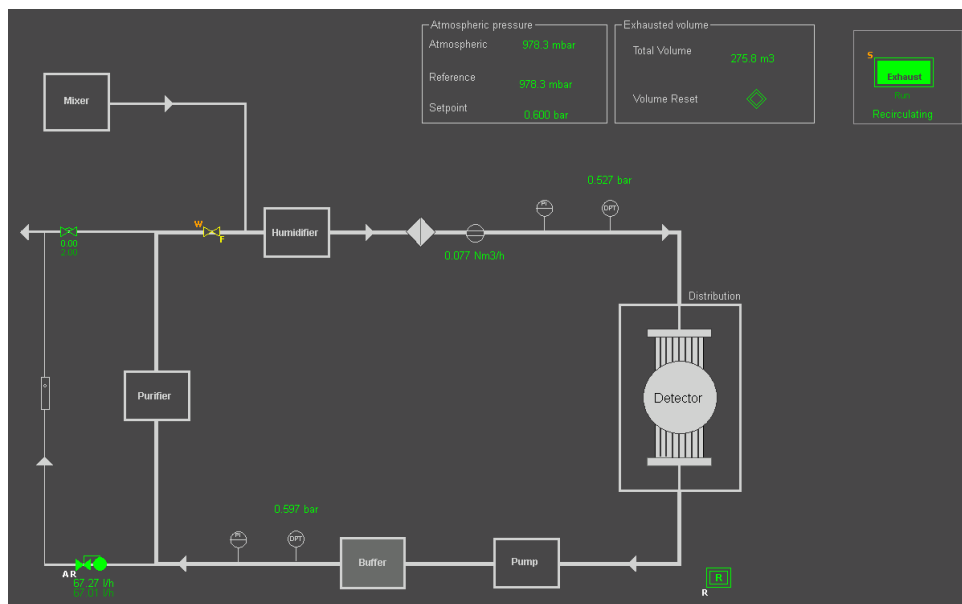 Atmospheric pressure
Atmospheric 978.3 mbar
Reference 978.3 mbar
Setpoint 0.600 bar
Exhausted volume
Total Volume 275.8 m3
Volume Reset
S
Exhaust
Run
Recirculating
Mixer
0.527 bar
PI
DPT
W
F
Humidifier
0.00
2.00
0.077 Nm3/h
Distribution
Purifier
Detector
0.597 bar
PI
DPT
Buffer
Pump
A R
67.27 l/h
67.01 l/h
R
R